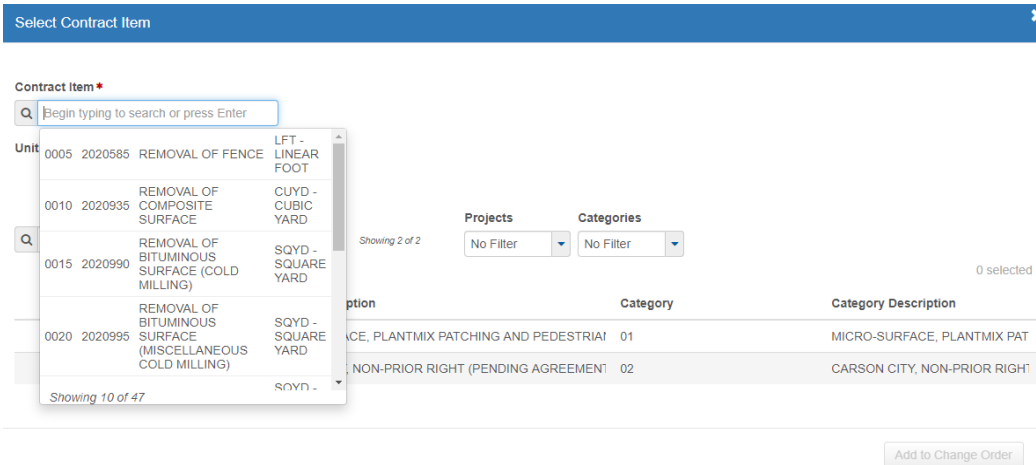 Select Contract Item
Contract Item*
Begin typing to search or press Enter
Unit
0005 2020585 REMOVAL OF FENCE LFT - LINEAR FOOT
0010 2020935 REMOVAL OF COMPOSITE SURFACE CUYD - CUBIC YARD
0015 2020990 REMOVAL OF BITUMINOUS SURFACE (COLD MILLING) SQYD - SQUARE YARD
0020 2020995 REMOVAL OF BITUMINOUS SURFACE (MISCELLANEOUS COLD MILLING) SQYD - SQUARE YARD
SQYD -
Showing 10 of 47
Projects Categories
Showing 2 of 2 No Filter No Filter
0 selected
ption Category Category Description
CE, PLANTMIX PATCHING AND PEDESTRIAN 01 MICRO-SURFACE, PLANTMIX PAT
, NON-PRIOR RIGHT (PENDING AGREEMENT 02 CARSON CITY, NON-PRIOR RIGHT
Add to Change Order